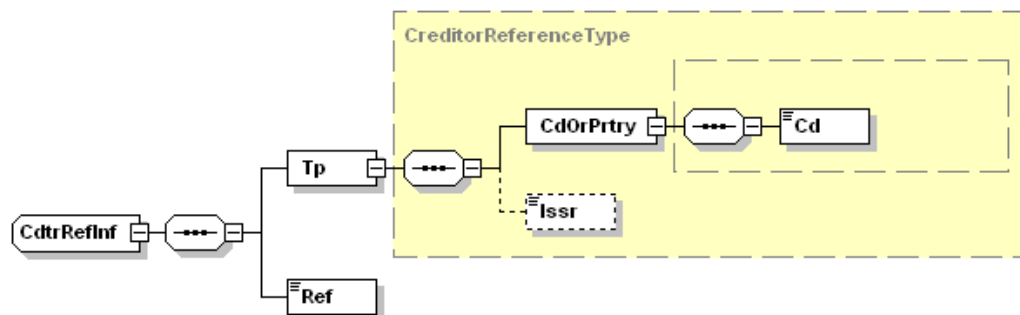 CreditorReferenceType
CdOrPrtry
Cd
Tp
Issr
CdtrRefInf
Ref